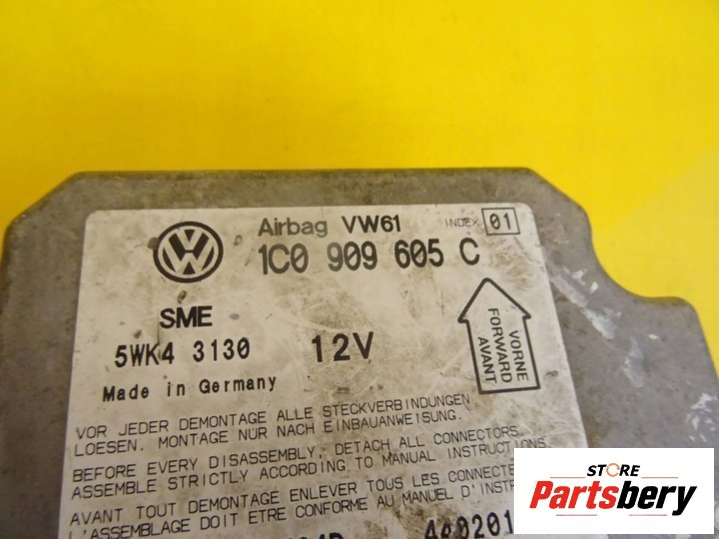 Airbag VW61 INDEX 01
1C0 909 605 C
SME
5WK4 3130 12V
Made in Germany
VORNE
FORWARD
AVANT
VOR JEDER DEMONTAGE ALLE STECKVERBINDUNGEN
LOESEN. MONTAGE NUR NACH EINBAUANWEISUNG.
BEFORE EVERY DISASSEMBLY, DETACH ALL CONNECTORS.
ASSEMBLE STRICTLY ACCORDING TO MANUAL INSTRUCTIONS.
AVANT TOUT DEMONTAGE ENLEVER TOUS LES CONNECTE
L'ASSEMBLAGE DOIT ETRE CONFORME AU MANUEL D'INSTR
STORE
Partsbery